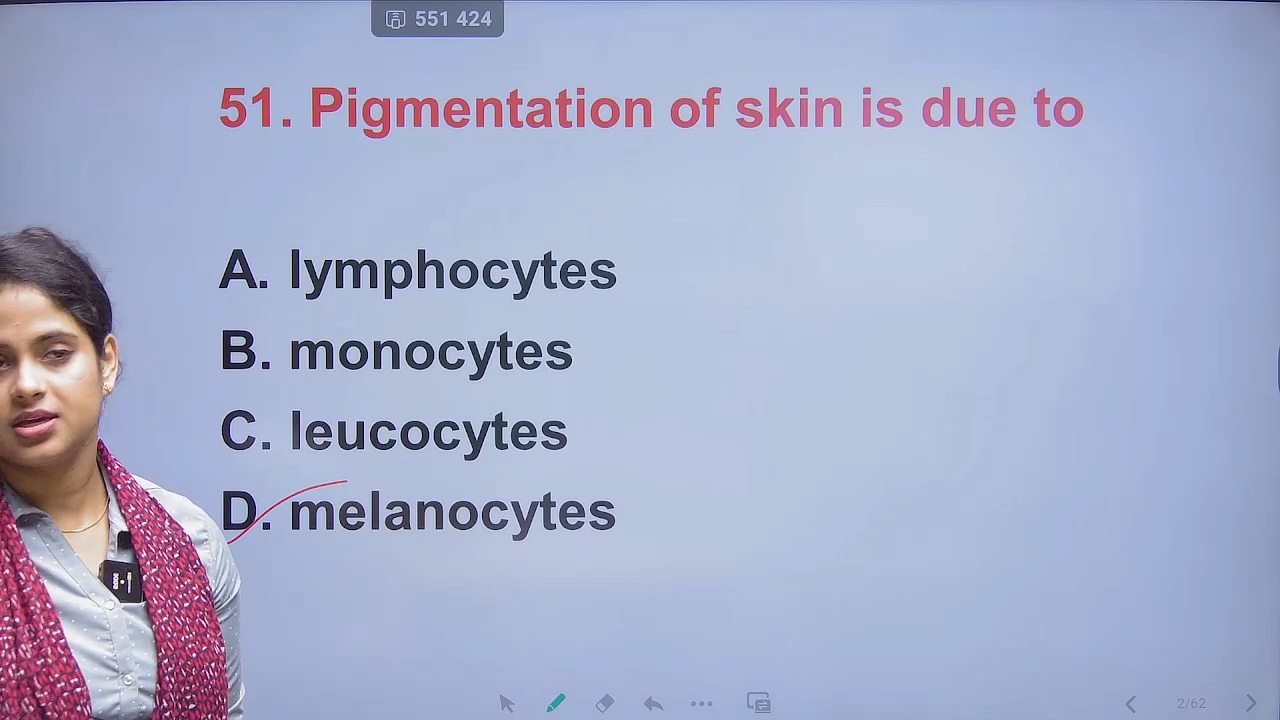 551 424
51. Pigmentation of skin is due to
A. lymphocytes
B. monocytes
C. leucocytes
D. melanocytes
2/62